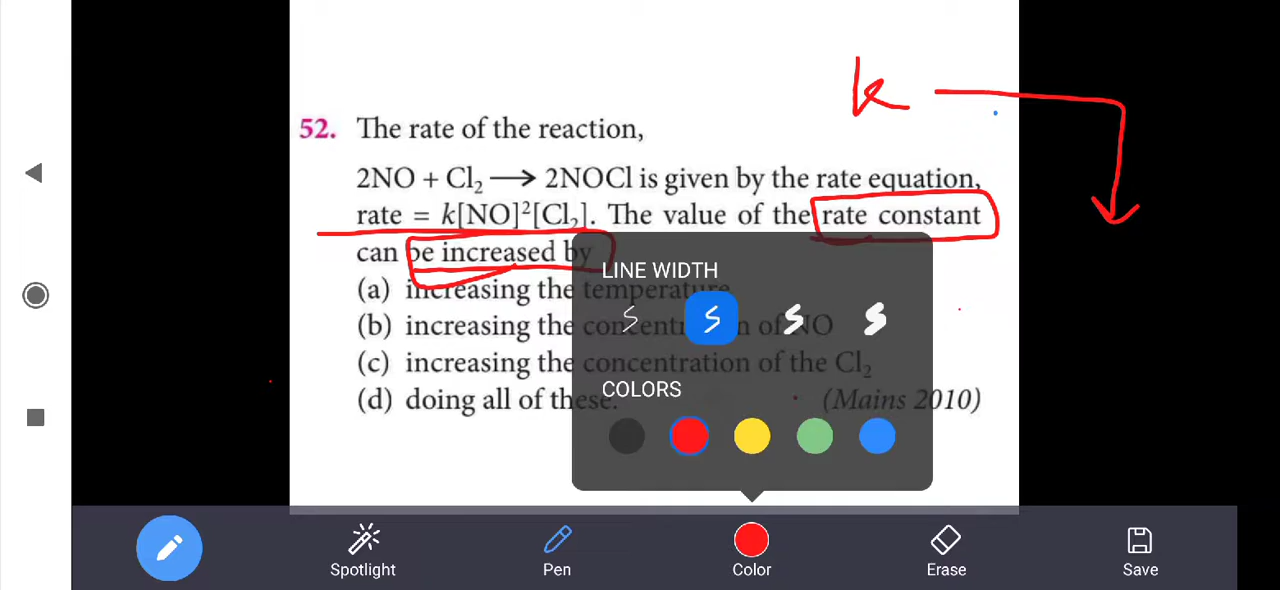 k
52. The rate of the reaction,
2NO + Cl₂ ⟶ 2NOCl is given by the rate equation,
rate = k[NO]²[Cl₂]. The value of the rate constant
can be increased by
LINE WIDTH
(a) increasing the temperature
(b) increasing the concentration of NO
(c) increasing the concentration of the Cl₂
COLORS
(d) doing all of these. (Mains 2010)
Spotlight Pen Color Erase Save